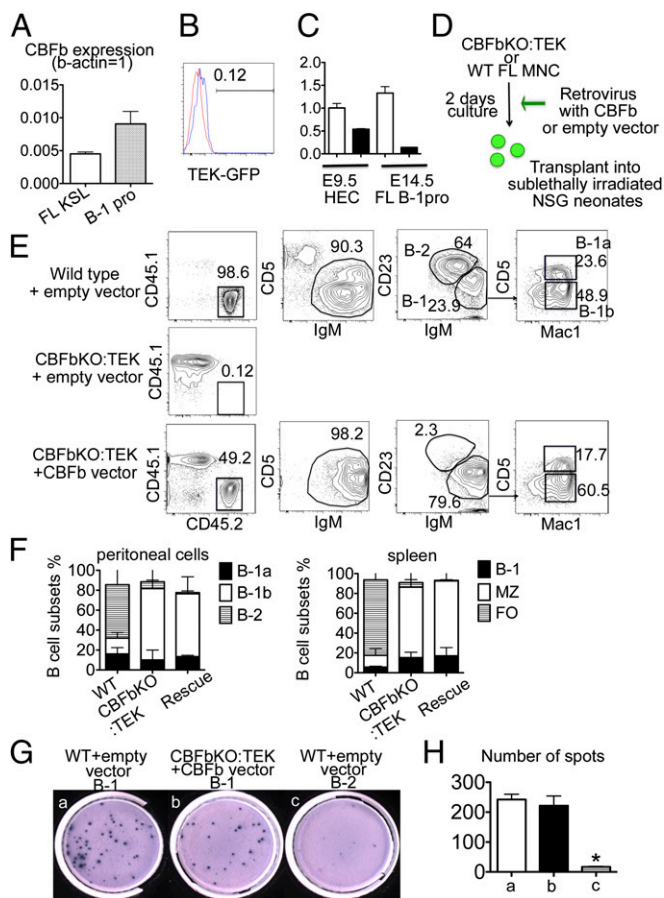 A
CBFb expression
(b-actin=1)
0.015
0.010
0.005
0.000
FL KSL
B-1 pro
B
0.12
TEK-GFP
C
2.0
1.5
1.0
0.5
0.0
E9.5 E14.5
HEC FL B-1pro
D
CBFbKO:TEK
or
WT FL MNC
2 days
culture
Retrovirus
with CBFb
or empty vector
Transplant into
sublethally irradiated
NSG neonates
E
Wild type
+ empty vector
CD45.1
98.6
CD5
90.3
IgM
CD23
B-2
64
B-1
23.9
IgM
CD5
B-1a
23.6
48.9
B-1b
Mac1
CBFbKO:TEK
+ empty vector
CD45.1
0.12
CBFbKO:TEK
+CBFb vector
CD45.1
49.2
CD45.2
CD5
98.2
IgM
CD23
2.3
79.6
IgM
CD5
17.7
60.5
Mac1
F
peritoneal cells
B cell subsets %
100
80
60
40
20
0
WT
CBFbKO
:TEK
Rescue
B-1a
B-1b
B-2
spleen
B cell subsets %
100
80
60
40
20
0
WT
CBFbKO
:TEK
Rescue
B-1
MZ
FO
G
WT+empty
vector
B-1
CBFbKO:TEK
+CBFb vector
B-1
WT+empty
vector
B-2
a
b
c
H
Number of spots
300
200
100
0
*
a b c